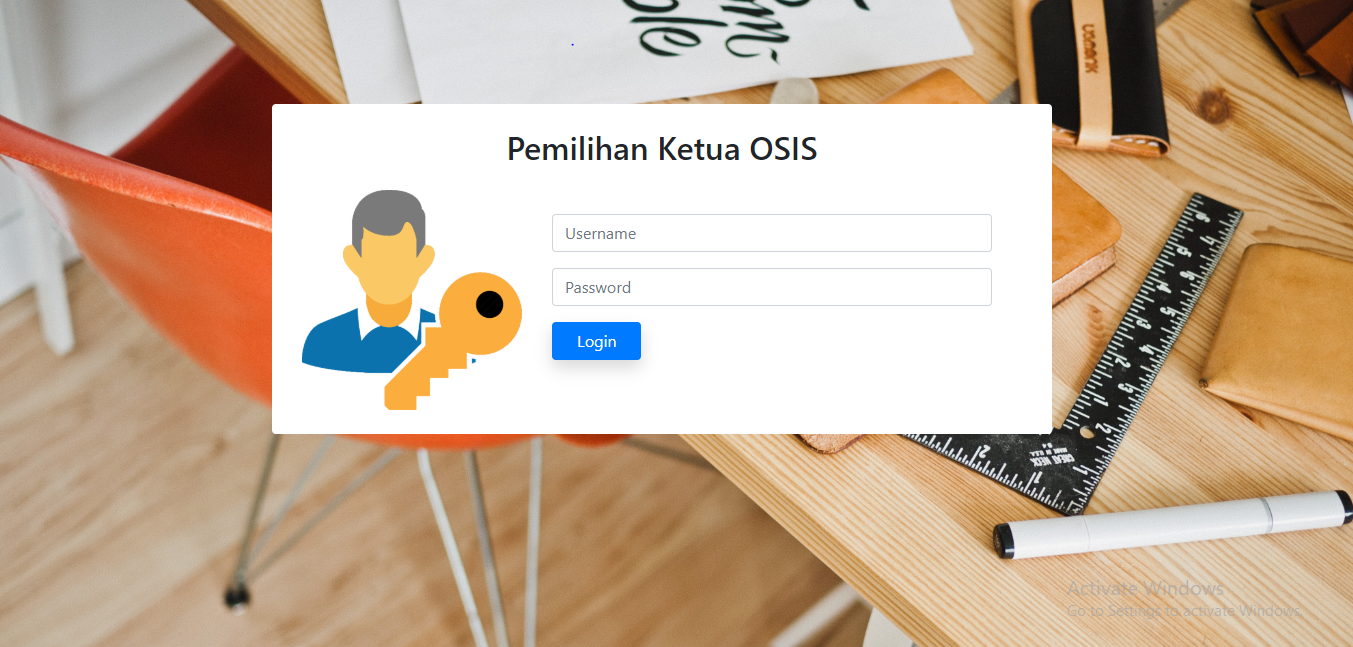 Pemilihan Ketua OSIS
Username
Password
Login
Activate Windows
Go to Settings to activate Windows.